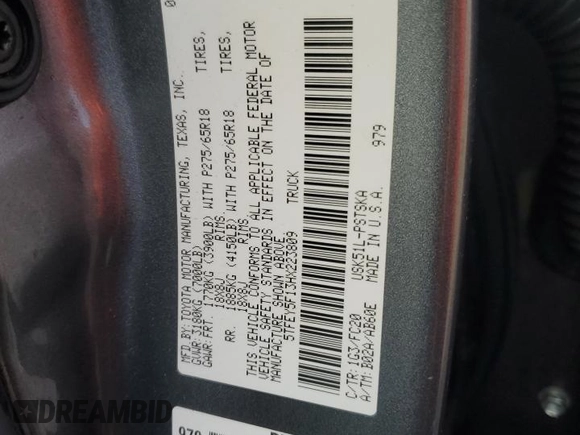 MFD BY: TOYOTA MOTOR MANUFACTURING, TEXAS, INC.
GVWR 3180KG (7000LB)
GAWR:FRT. 1770KG (3900LB) WITH P275/65R18 TIRES,
18X8J RIMS,
RR. 1885KG (4150LB) WITH P275/65R18 TIRES,
18X8J RIMS.
THIS VEHICLE CONFORMS TO ALL APPLICABLE FEDERAL MOTOR
VEHICLE SAFETY STANDARDS IN EFFECT ON THE DATE OF
MANUFACTURE SHOWN ABOVE.
5TFEY5F13HX223809 TRUCK
USK51L-PSTSKA 979
C/TR: 1G3/FC20 MADE IN U.S.A.
A/TM: B02A/AB60E
979
DREAMBID